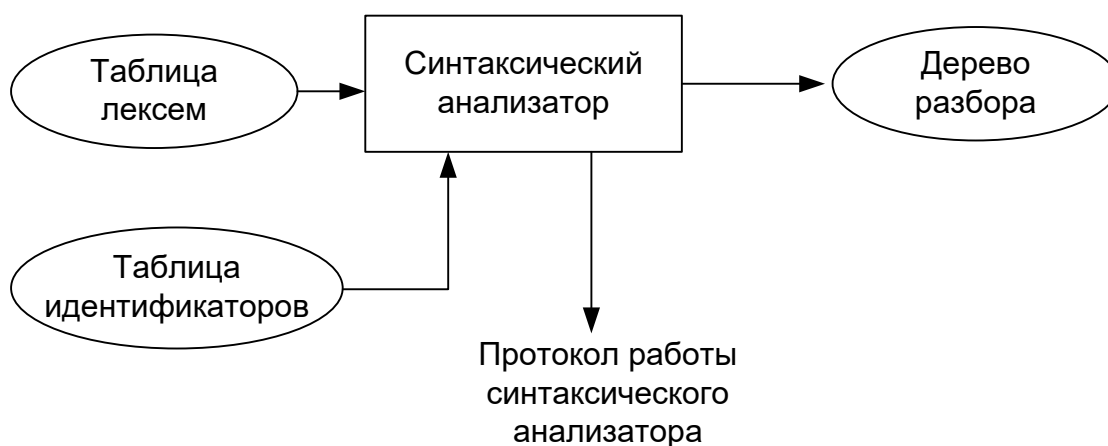 Таблица
лексем
Синтаксический
анализатор
Дерево
разбора
Таблица
идентификаторов
Протокол работы
синтаксического
анализатора